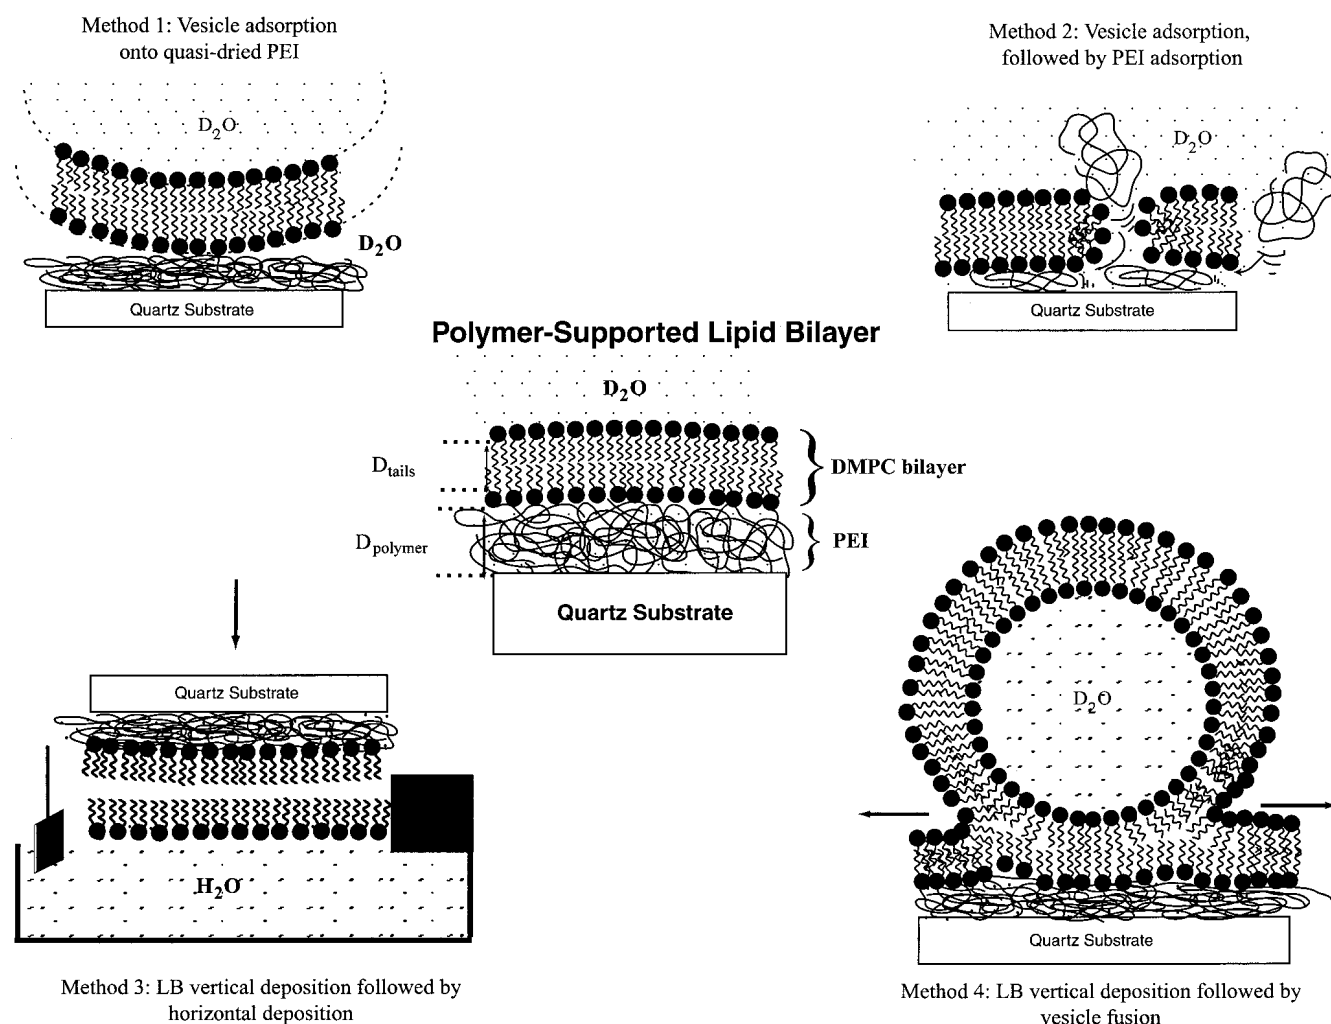 Method 1: Vesicle adsorption
onto quasi-dried PEI
D₂O
D₂O
Quartz Substrate
Method 2: Vesicle adsorption,
followed by PEI adsorption
D₂O
Quartz Substrate
Polymer-Supported Lipid Bilayer
D₂O
D_tails
DMPC bilayer
D_polymer
PEI
Quartz Substrate
Quartz Substrate
H₂O
Method 3: LB vertical deposition followed by
horizontal deposition
D₂O
Quartz Substrate
Method 4: LB vertical deposition followed by
vesicle fusion